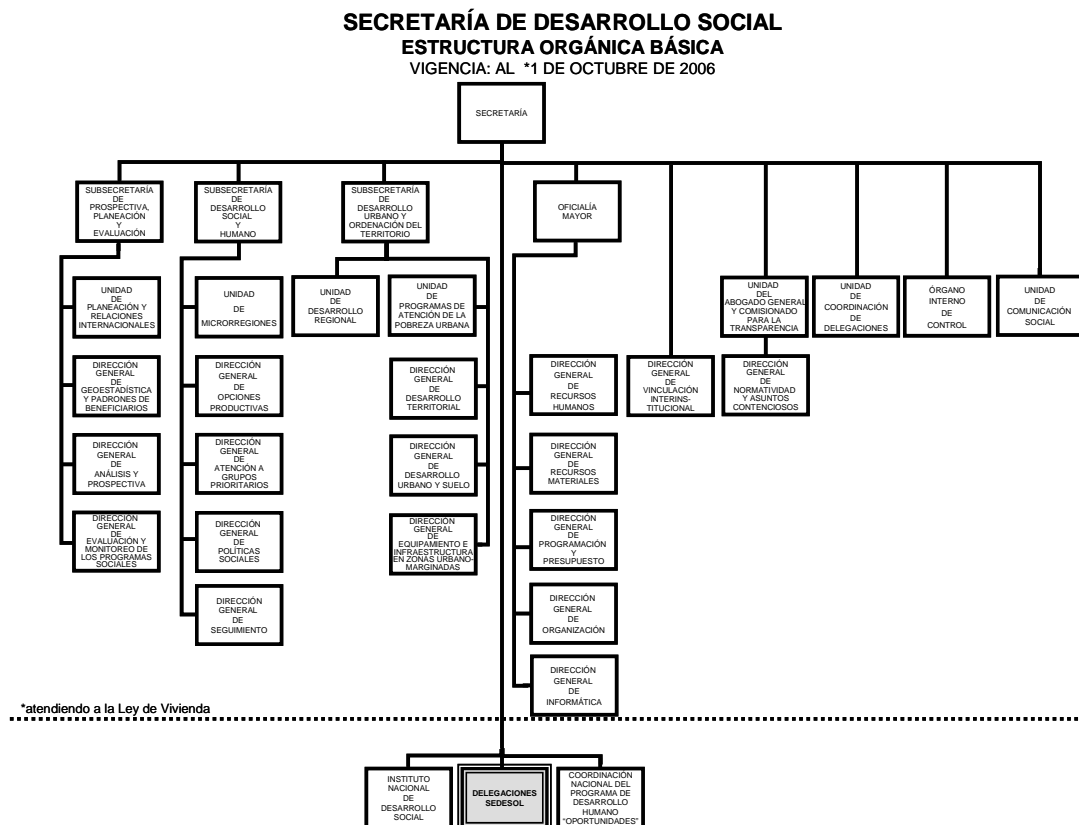 SECRETARÍA DE DESARROLLO SOCIAL
ESTRUCTURA ORGÁNICA BÁSICA
VIGENCIA: AL *1 DE OCTUBRE DE 2006
SECRETARÍA
SUBSECRETARÍA
DE
PROSPECTIVA,
PLANEACIÓN
Y
EVALUACIÓN
SUBSECRETARÍA
DE
DESARROLLO
SOCIAL
Y
HUMANO
SUBSECRETARÍA
DE
DESARROLLO
URBANO Y
ORDENACIÓN DEL
TERRITORIO
OFICIALÍA
MAYOR
UNIDAD
DE
PLANEACIÓN Y
RELACIONES
INTERNACIONALES
UNIDAD
DE
MICRORREGIONES
UNIDAD
DE
DESARROLLO
REGIONAL
UNIDAD
DE
PROGRAMAS DE
ATENCIÓN DE LA
POBREZA URBANA
UNIDAD
DEL
ABOGADO GENERAL
Y COMISIONADO
PARA LA
TRANSPARENCIA
UNIDAD
DE
COORDINACIÓN
DE
DELEGACIONES
ÓRGANO
INTERNO
DE
CONTROL
UNIDAD
DE
COMUNICACIÓN
SOCIAL
DIRECCIÓN
GENERAL
DE
GEOESTADÍSTICA
Y PADRONES DE
BENEFICIARIOS
DIRECCIÓN
GENERAL
DE
OPCIONES
PRODUCTIVAS
DIRECCIÓN
GENERAL
DE
DESARROLLO
TERRITORIAL
DIRECCIÓN
GENERAL
DE
RECURSOS
HUMANOS
DIRECCIÓN
GENERAL
DE
VINCULACIÓN
INTERINS-
TITUCIONAL
DIRECCIÓN
GENERAL
DE
NORMATIVIDAD
Y ASUNTOS
CONTENCIOSOS
DIRECCIÓN
GENERAL
DE
ANÁLISIS Y
PROSPECTIVA
DIRECCIÓN
GENERAL
DE
ATENCIÓN A
GRUPOS
PRIORITARIOS
DIRECCIÓN
GENERAL
DE
DESARROLLO
URBANO Y SUELO
DIRECCIÓN
GENERAL
DE
RECURSOS
MATERIALES
DIRECCIÓN
GENERAL
DE
EVALUACIÓN Y
MONITOREO DE
LOS PROGRAMAS
SOCIALES
DIRECCIÓN
GENERAL
DE
POLÍTICAS
SOCIALES
DIRECCIÓN
GENERAL
DE
EQUIPAMIENTO E
INFRAESTRUCTURA
EN ZONAS URBANO-
MARGINADAS
DIRECCIÓN
GENERAL
DE
PROGRAMACIÓN
Y
PRESUPUESTO
DIRECCIÓN
GENERAL
DE
SEGUIMIENTO
DIRECCIÓN
GENERAL
DE
ORGANIZACIÓN
DIRECCIÓN
GENERAL
DE
INFORMÁTICA
*atendiendo a la Ley de Vivienda
INSTITUTO
NACIONAL
DE
DESARROLLO
SOCIAL
DELEGACIONES
SEDESOL
COORDINACIÓN
NACIONAL DEL
PROGRAMA DE
DESARROLLO
HUMANO
"OPORTUNIDADES"